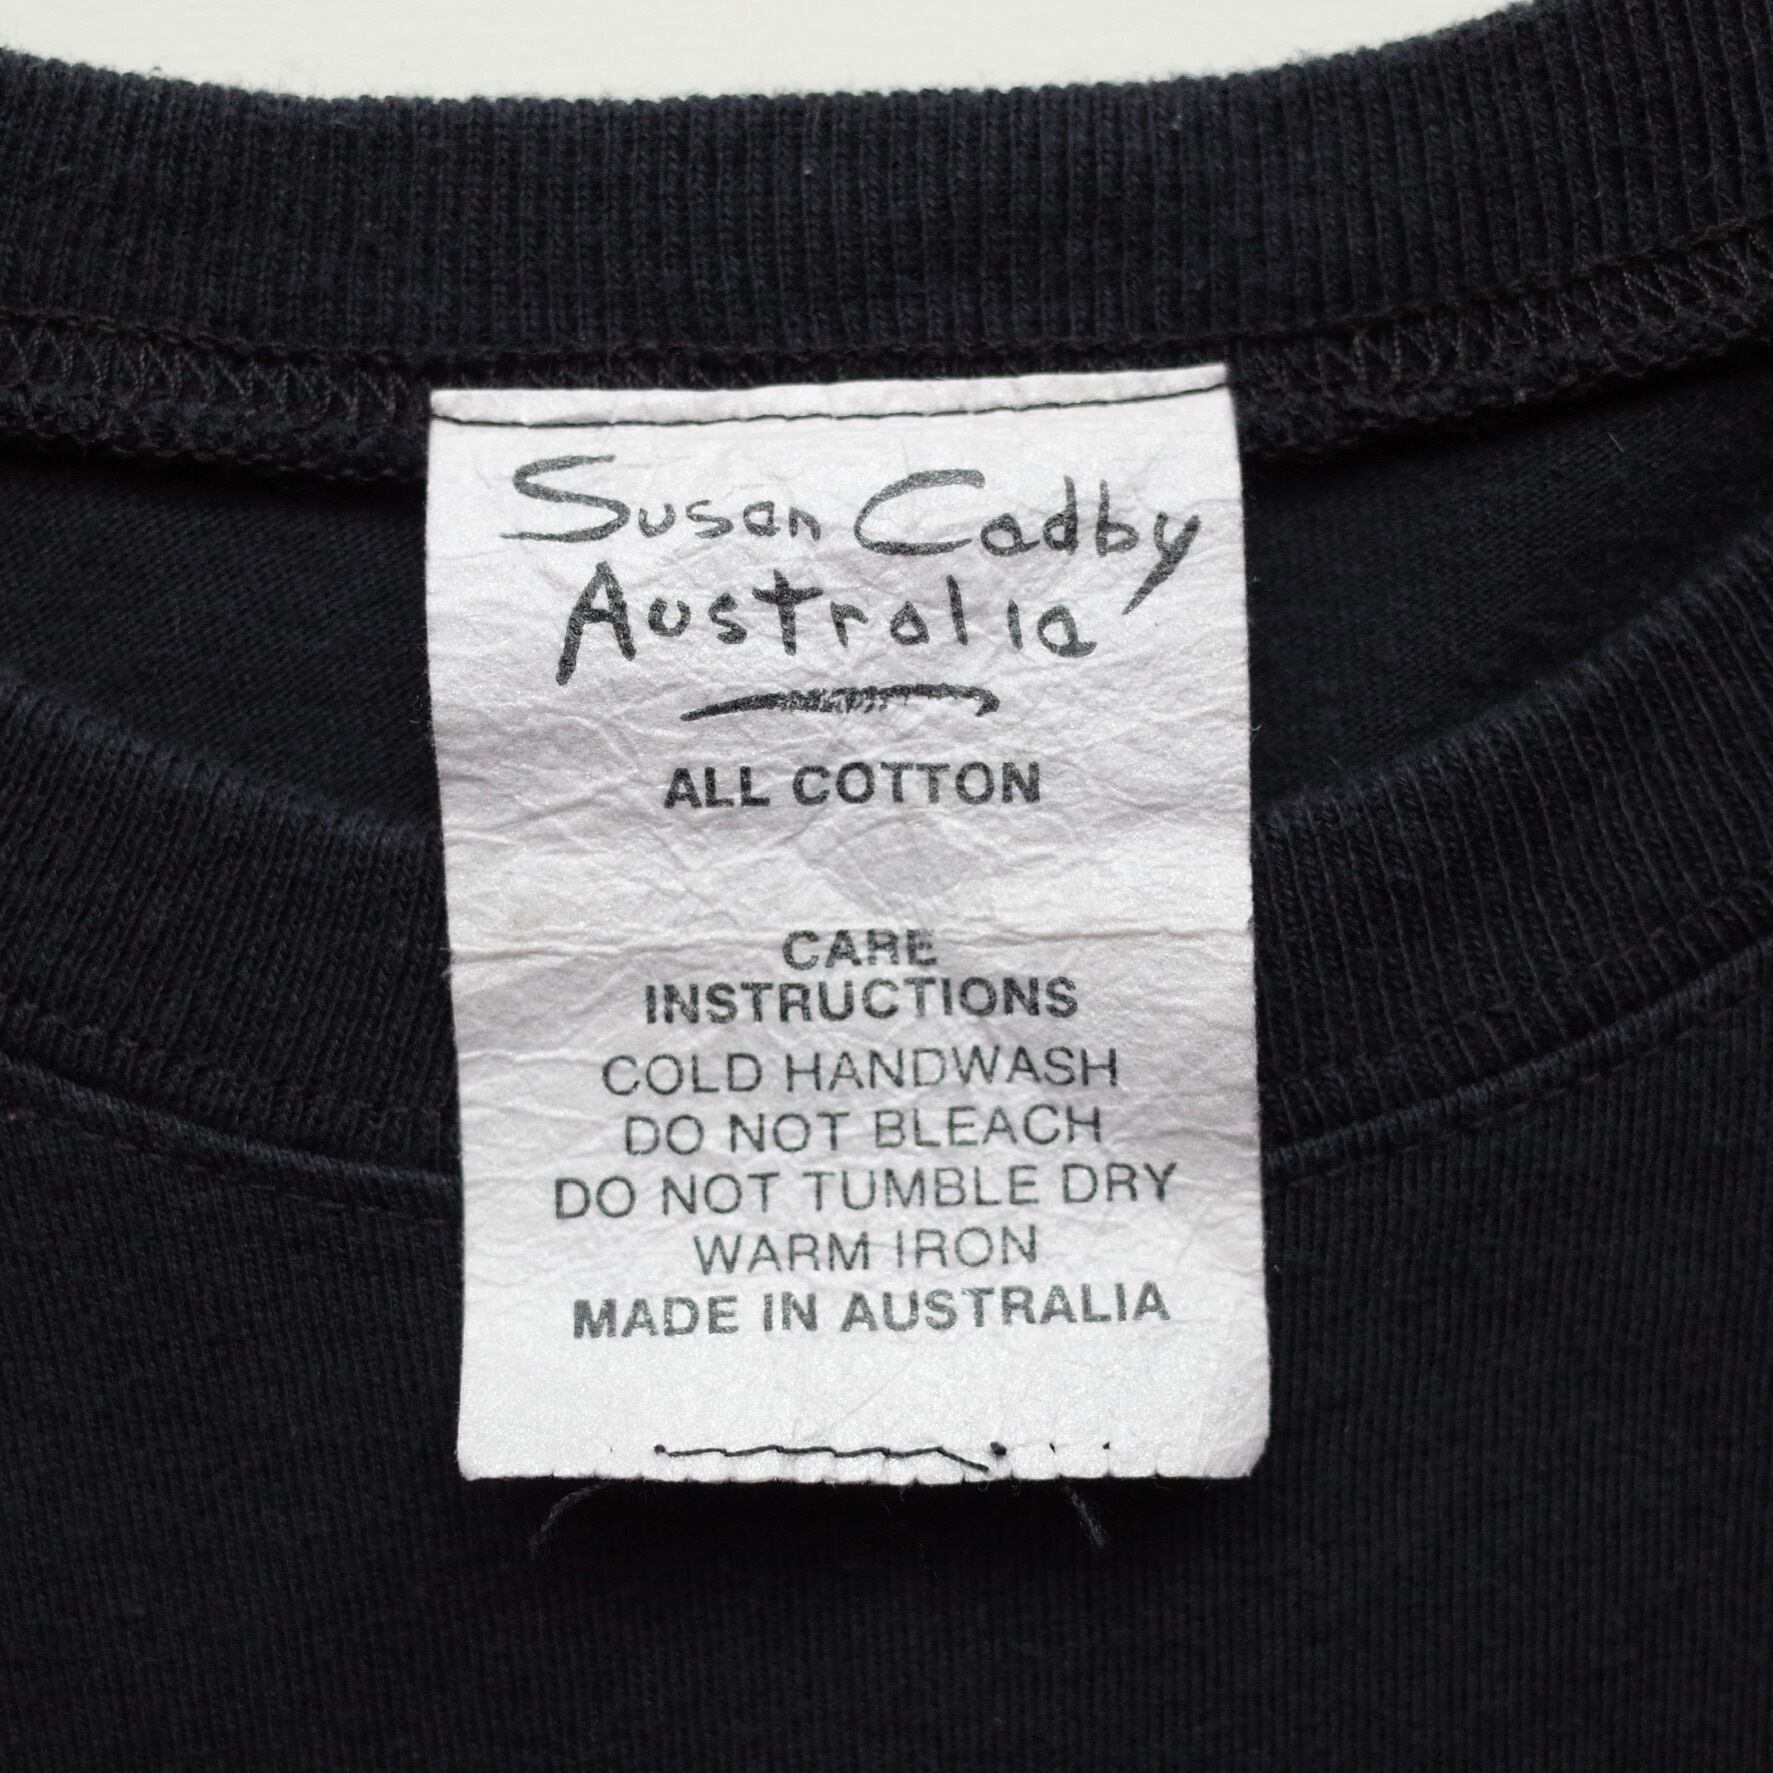 Susan Cadby
Australia
ALL COTTON
CARE
INSTRUCTIONS
COLD HANDWASH
DO NOT BLEACH
DO NOT TUMBLE DRY
WARM IRON
MADE IN AUSTRALIA